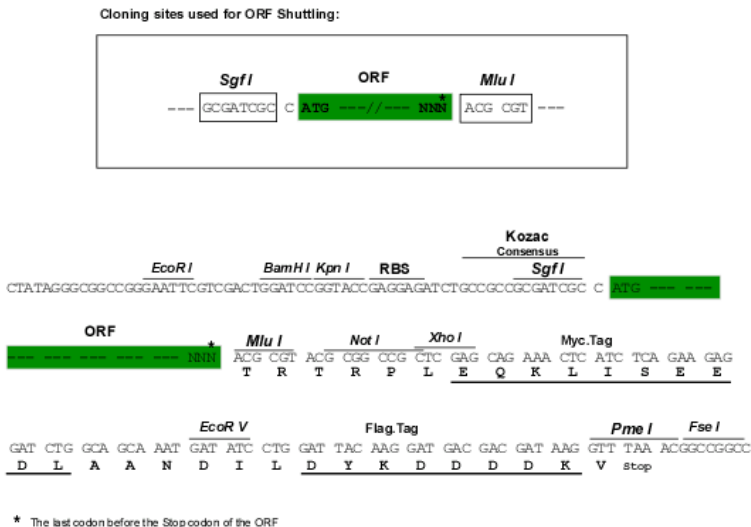 Cloning sites used for ORF Shuttling:
Sgf I ORF Mlu I
*
--- GCGATCGC C ATG ---//--- NNN ACG CGT ---
Kozac
Consensus
EcoR I BamH I Kpn I RBS Sgf I
CTATAGGGCGGCCGGGAATTCGTCGACTGGATCCGGTACCGAGGAGATCTGCCGCCGCGATCGC C ATG --- ---
ORF * Mlu I Not I Xho I Myc.Tag
--- --- --- --- --- --- NNN ACG CGT ACG CGG CCG CTC GAG CAG AAA CTC ATC TCA GAA GAG
T R T R P L E Q K L I S E E
EcoR V Flag.Tag Pme I Fse I
GAT CTG GCA GCA AAT GAT ATC CTG GAT TAC AAG GAT GAC GAC GAT AAG GTT TAA ACGGCCGGCC
D L A A N D I L D Y K D D D D K V Stop
* The last codon before the Stop codon of the ORF